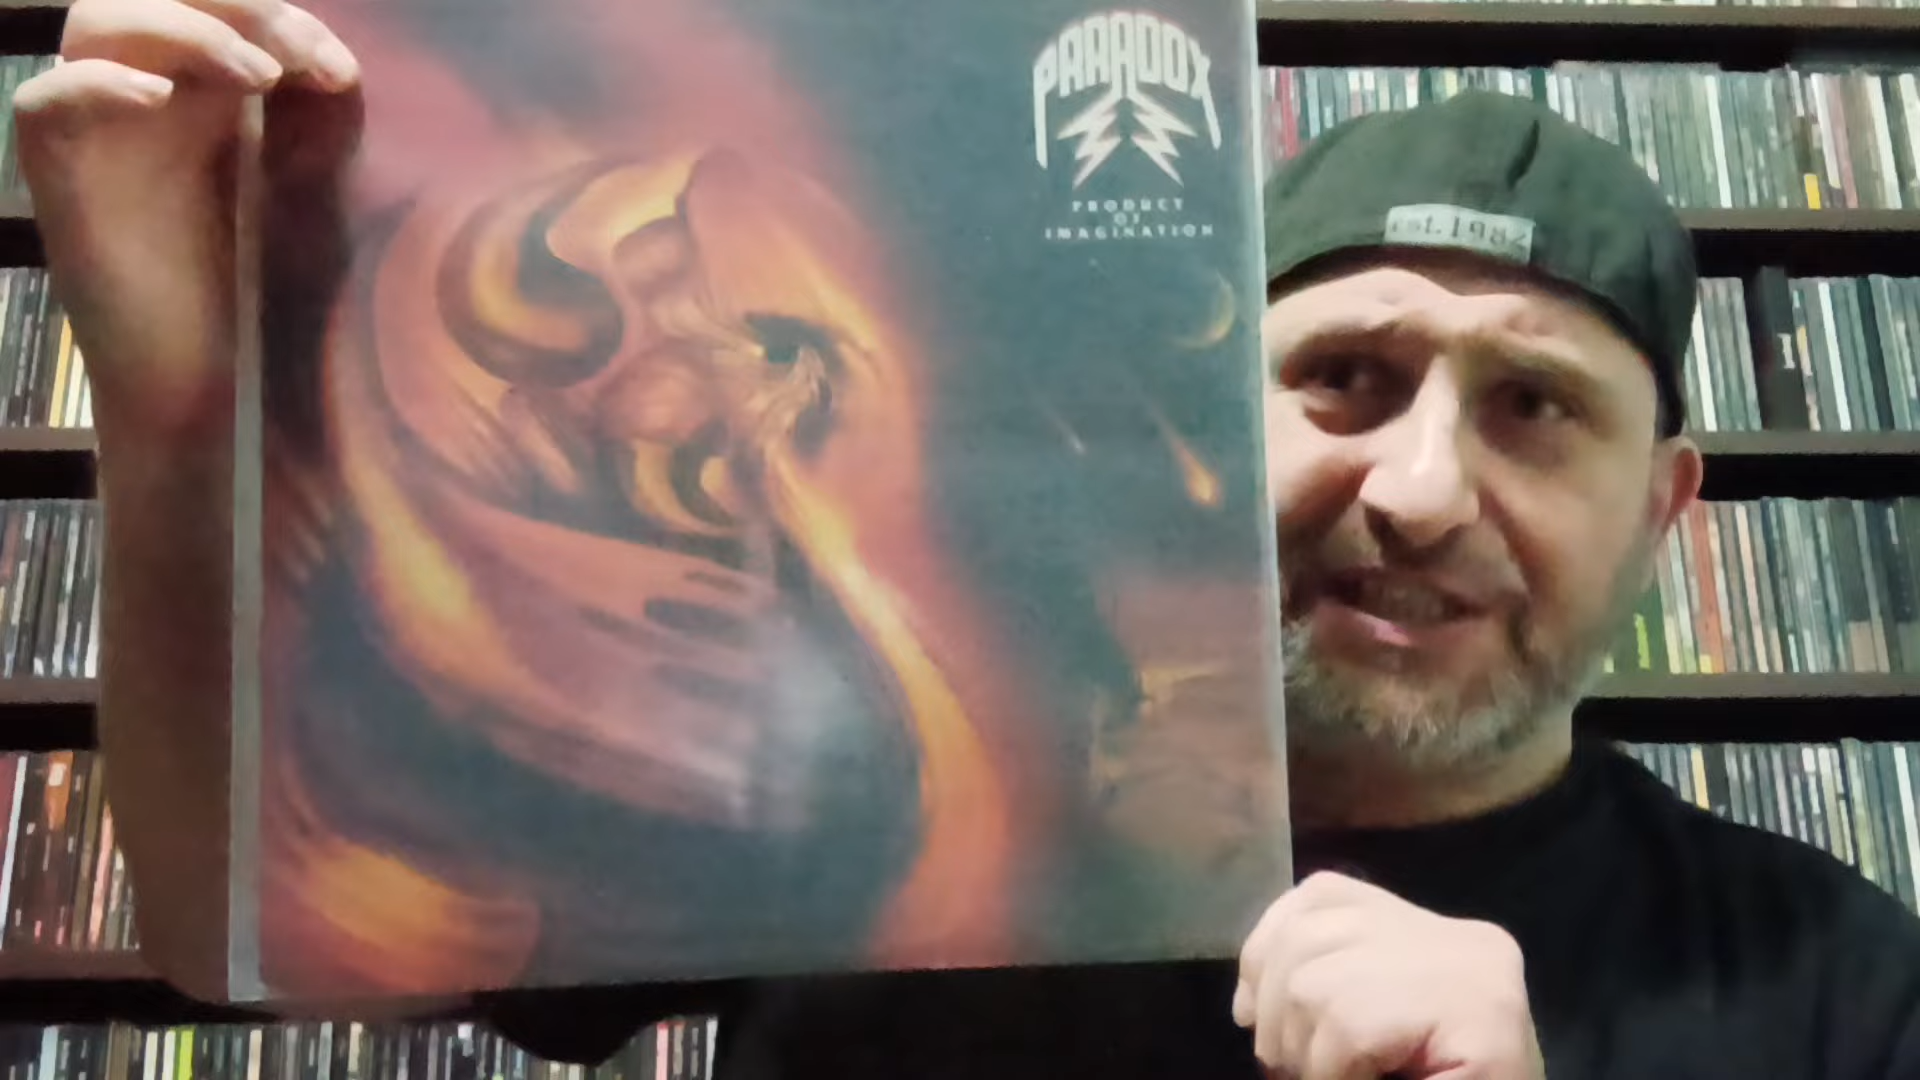 PARADOX
PRODUCT
OF
IMAGINATION
est.1982